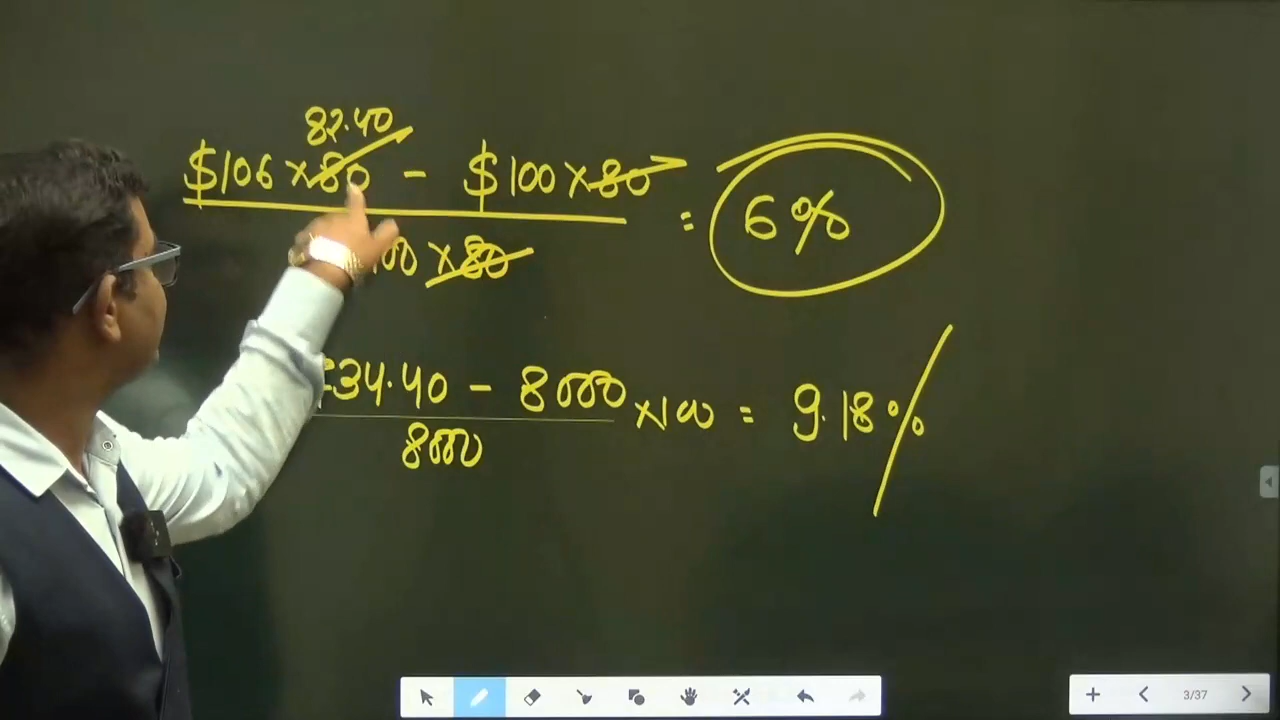 82.40
$106 × 80 - $100 × 80
00 × 80
= 6%
34.40 - 8000
8000
× 100 = 9.18%
3/37